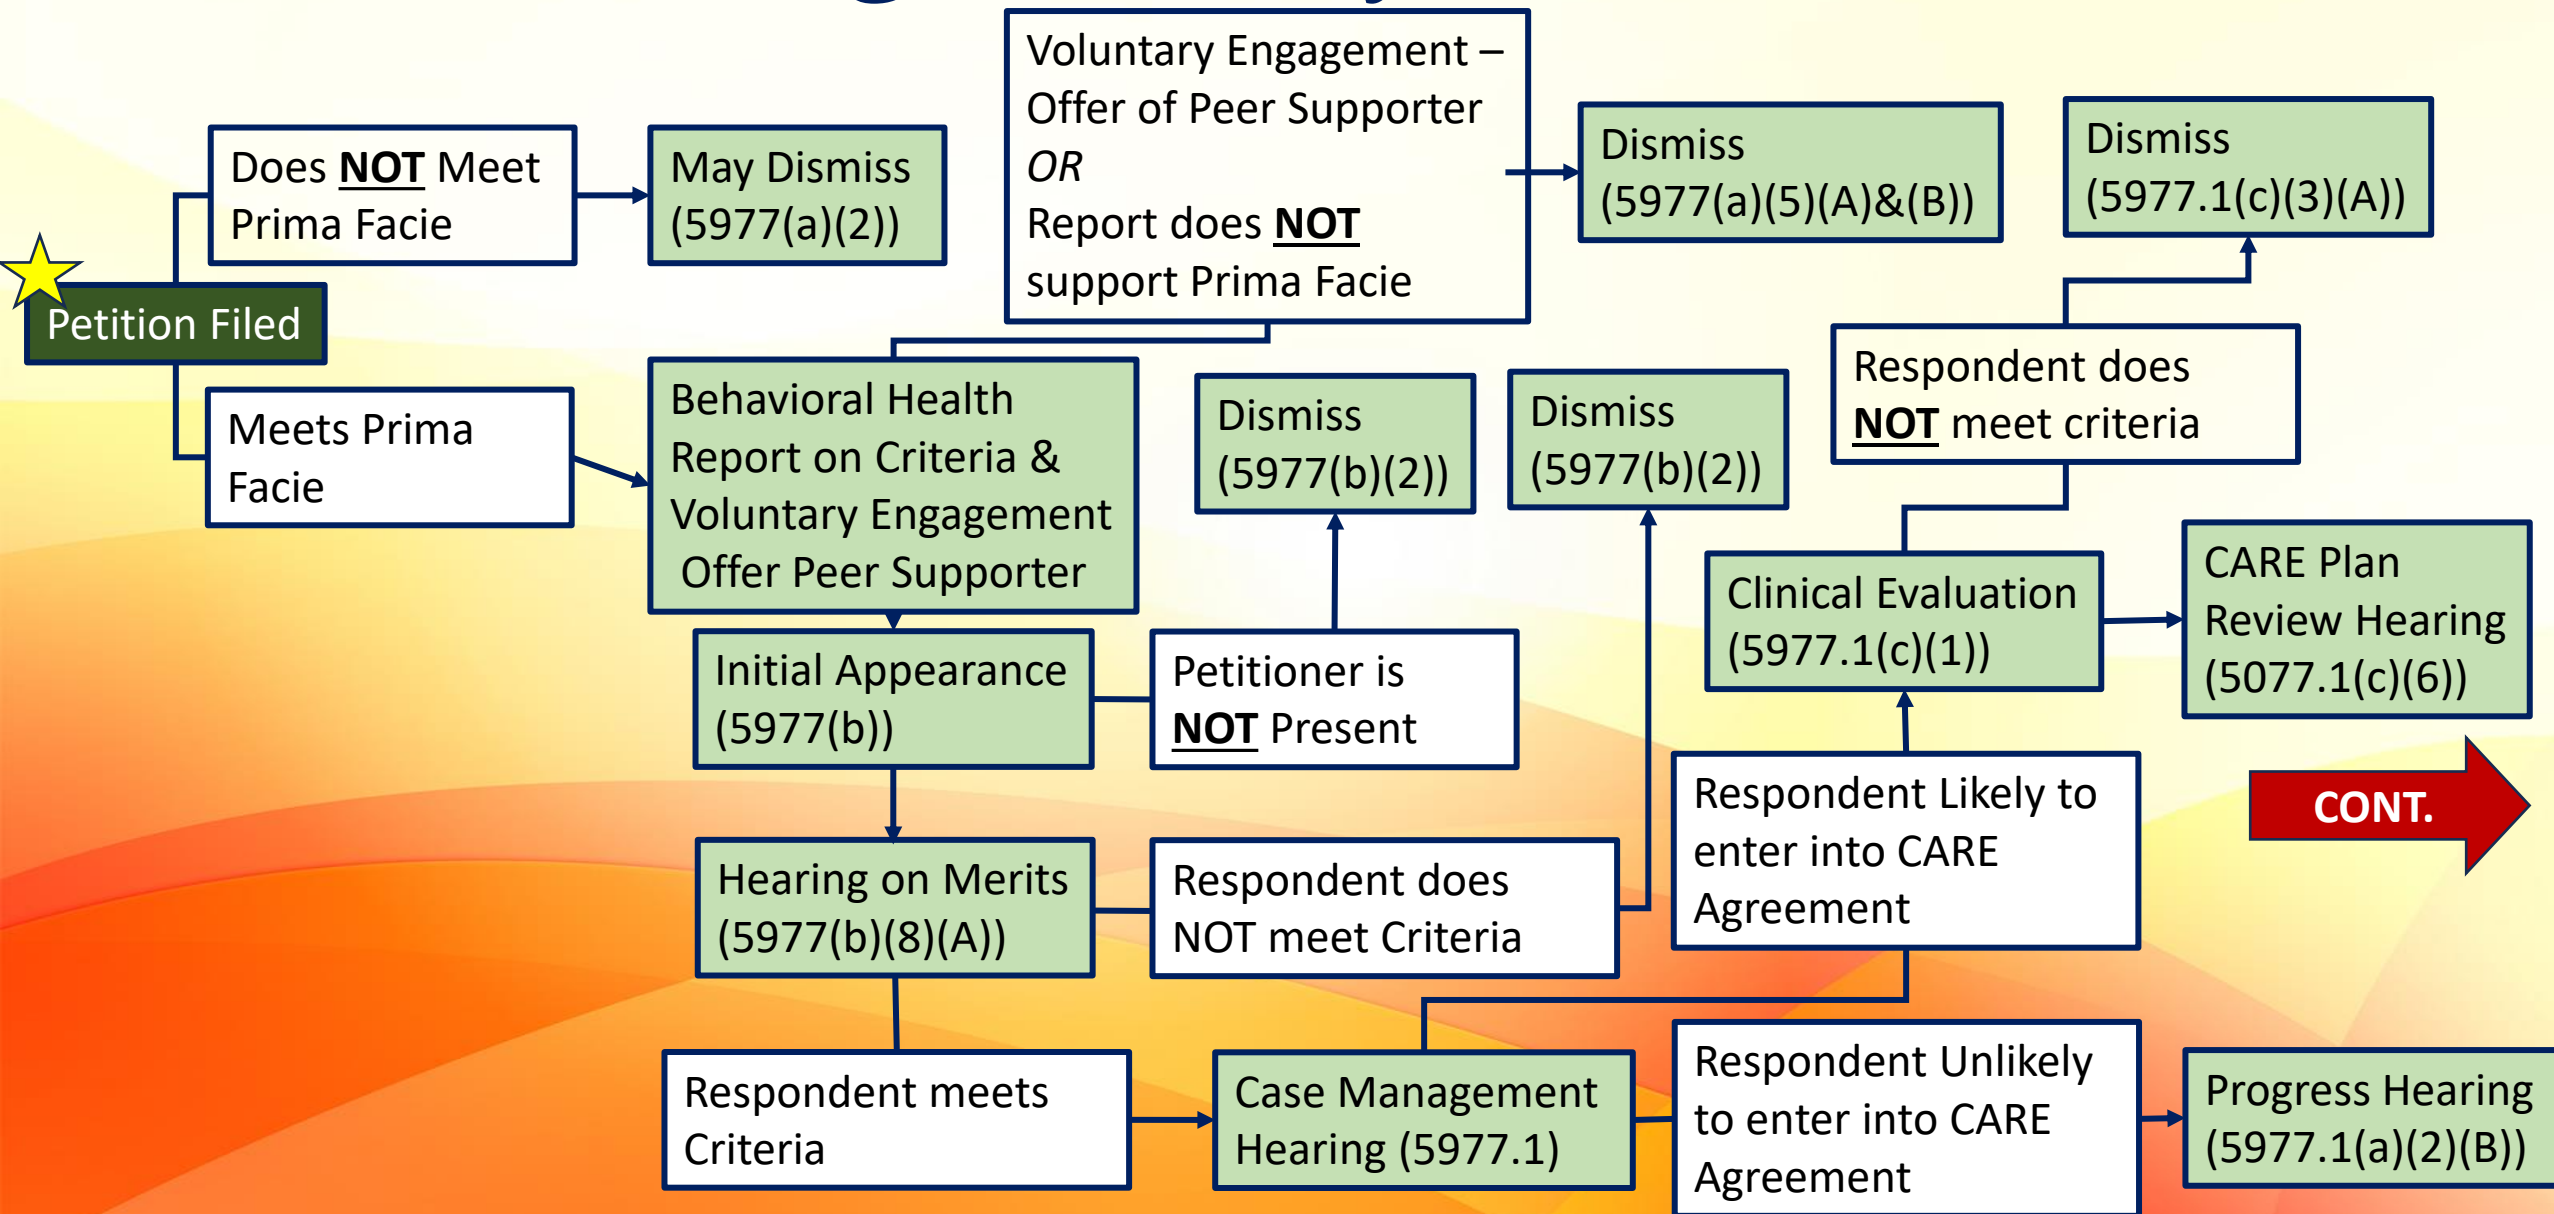 Voluntary Engagement –
Offer of Peer Supporter
OR
Report does NOT
support Prima Facie
Does NOT Meet
Prima Facie
May Dismiss
(5977(a)(2))
Dismiss
(5977(a)(5)(A)&(B))
Dismiss
(5977.1(c)(3)(A))
Petition Filed
Meets Prima
Facie
Behavioral Health
Report on Criteria &
Voluntary Engagement
Offer Peer Supporter
Dismiss
(5977(b)(2))
Dismiss
(5977(b)(2))
Respondent does
NOT meet criteria
Clinical Evaluation
(5977.1(c)(1))
CARE Plan
Review Hearing
(5077.1(c)(6))
Initial Appearance
(5977(b))
Petitioner is
NOT Present
Respondent Likely to
enter into CARE
Agreement
CONT.
Hearing on Merits
(5977(b)(8)(A))
Respondent does
NOT meet Criteria
Respondent meets
Criteria
Case Management
Hearing (5977.1)
Respondent Unlikely
to enter into CARE
Agreement
Progress Hearing
(5977.1(a)(2)(B))